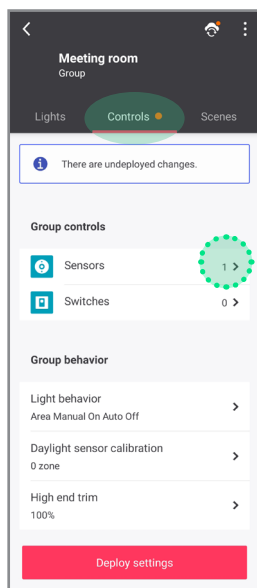 Meeting room
Group
Lights
Controls
Scenes
There are undeployed changes.
Group controls
Sensors
1
Switches
0
Group behavior
Light behavior
Area Manual On Auto Off
Daylight sensor calibration
0 zone
High end trim
100%
Deploy settings